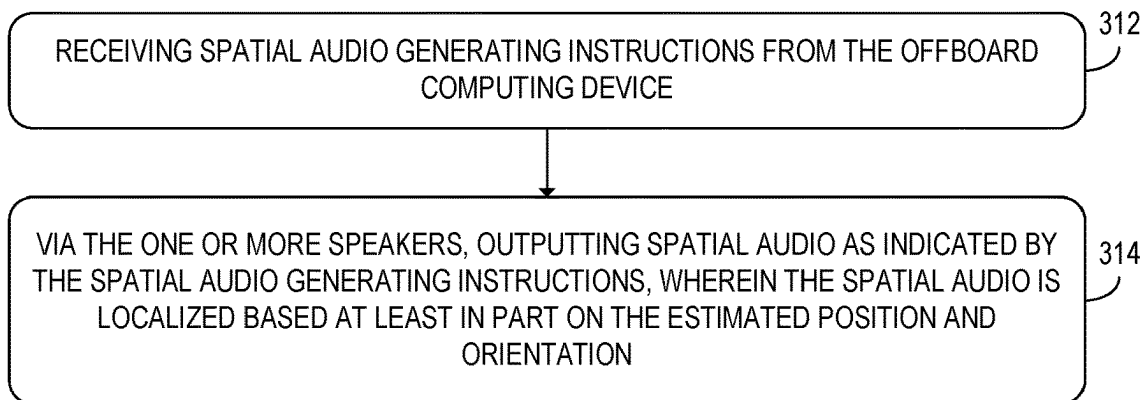 312
RECEIVING SPATIAL AUDIO GENERATING INSTRUCTIONS FROM THE OFFBOARD
COMPUTING DEVICE
VIA THE ONE OR MORE SPEAKERS, OUTPUTTING SPATIAL AUDIO AS INDICATED BY
THE SPATIAL AUDIO GENERATING INSTRUCTIONS, WHEREIN THE SPATIAL AUDIO IS
314
LOCALIZED BASED AT LEAST IN PART ON THE ESTIMATED POSITION AND
ORIENTATION